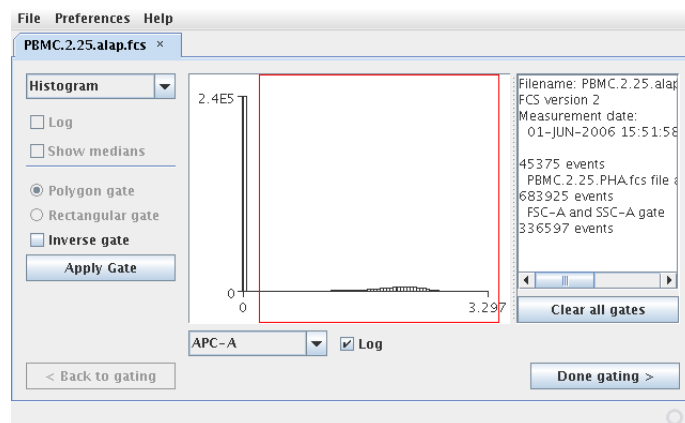 File Preferences Help
PBMC.2.25.alap.fcs ×
Histogram
Log
Show medians
Polygon gate
Rectangular gate
Inverse gate
Apply Gate
< Back to gating
2.4E5
0
0 3.297
APC-A
Log
Filename: PBMC.2.25.alap
FCS version 2
Measurement date:
01-JUN-2006 15:51:58
45375 events
PBMC.2.25.PHA.fcs file a
683925 events
FSC-A and SSC-A gate
336597 events
Clear all gates
Done gating >